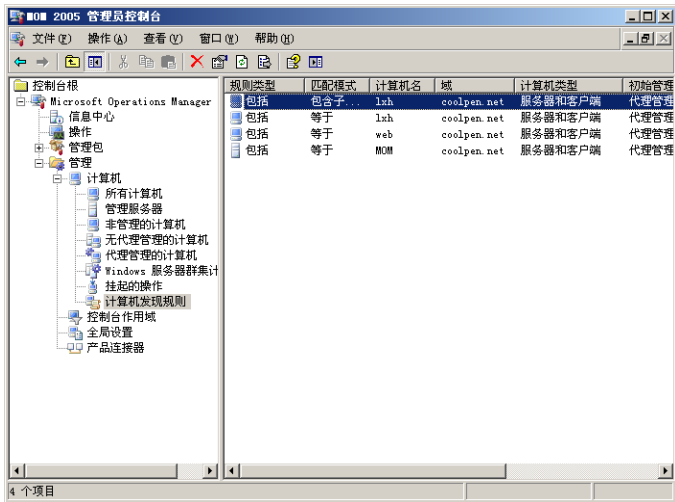 MOM 2005 管理员控制台
文件(F) 操作(A) 查看(V) 窗口(W) 帮助(H)
控制台根
Microsoft Operations Manager
信息中心
操作
管理包
管理
计算机
所有计算机
管理服务器
非管理的计算机
无代理管理的计算机
代理管理的计算机
Windows 服务器群集计
挂起的操作
计算机发现规则
控制台作用域
全局设置
产品连接器
规则类型 匹配模式 计算机名 域 计算机类型 初始管理
包括 包含子... lxh coolpen.net 服务器和客户端 代理管理
包括 等于 lxh coolpen.net 服务器和客户端 代理管理
包括 等于 web coolpen.net 服务器和客户端 代理管理
包括 等于 MOM coolpen.net 服务器和客户端 代理管理
4 个项目